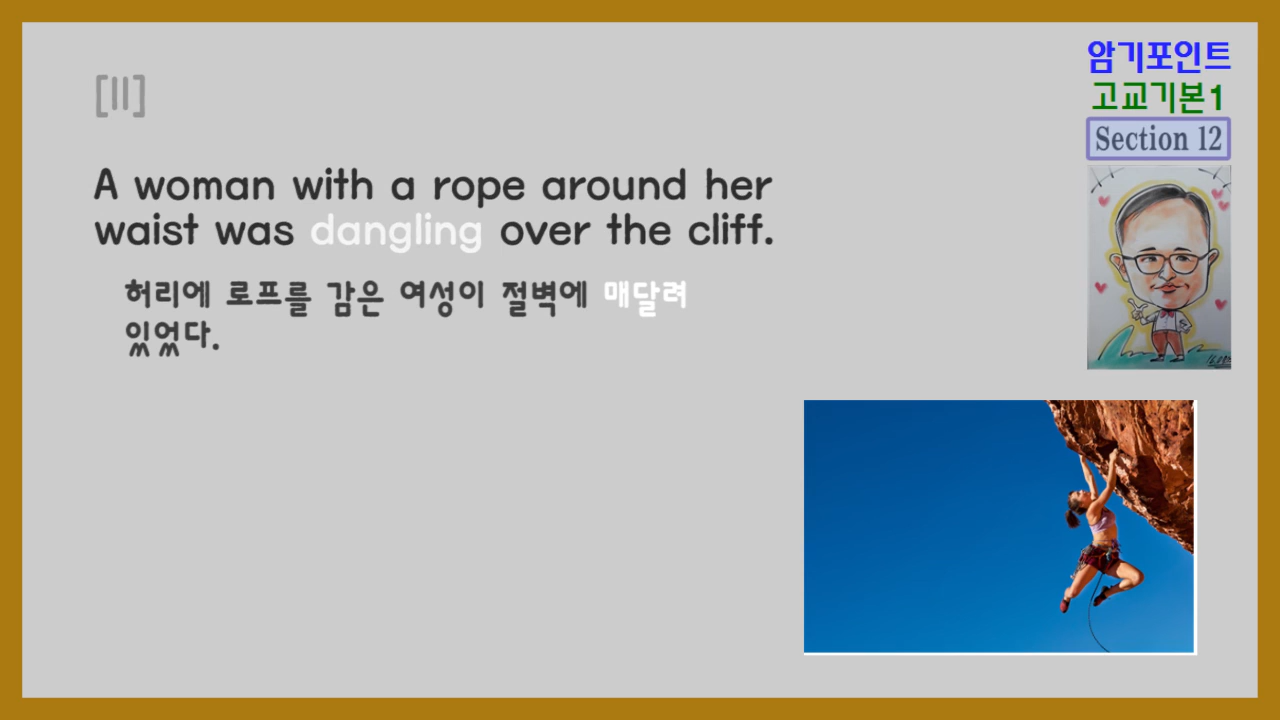 [11]
A woman with a rope around her
waist was dangling over the cliff.
허리에 로프를 감은 여성이 절벽에 매달려
있었다.
암기포인트
고교기본1
Section 12